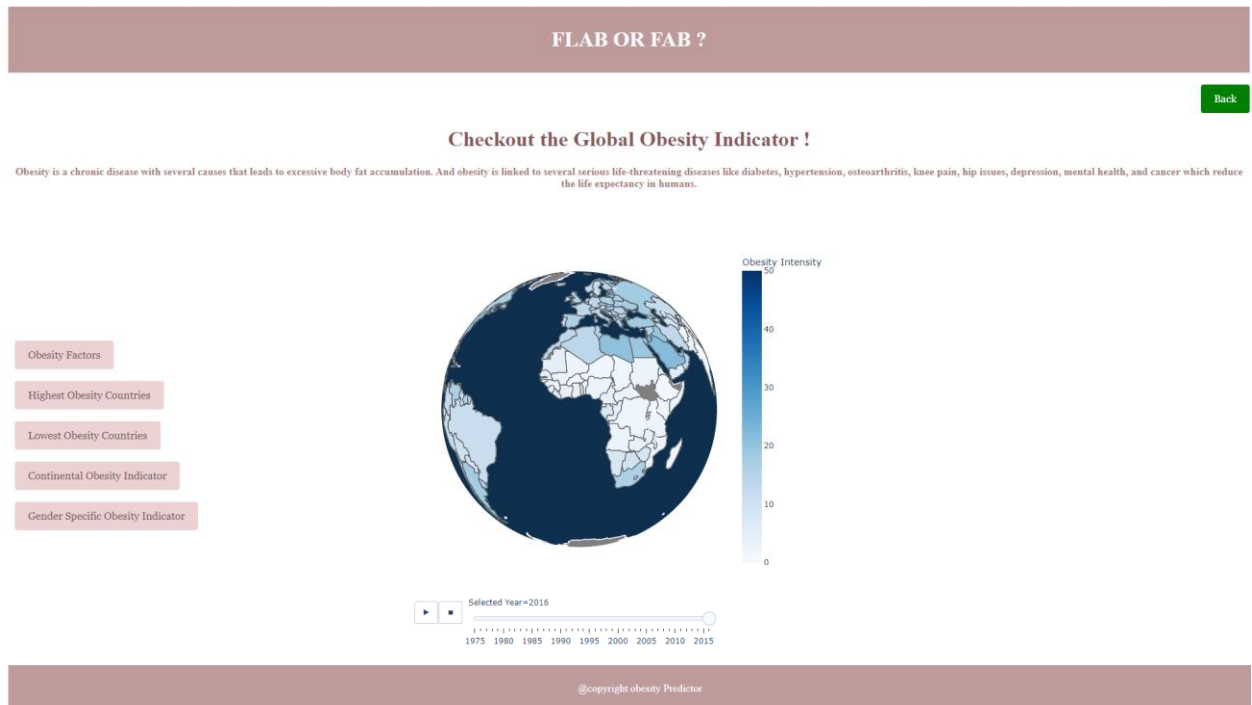 FLAB OR FAB ?
Back
Checkout the Global Obesity Indicator !
Obesity is a chronic disease with several causes that leads to excessive body fat accumulation. And obesity is linked to several serious life-threatening diseases like diabetes, hypertension, osteoarthritis, knee pain, hip issues, depression, mental health, and cancer which reduce
the life expectancy in humans.
Obesity Intensity
50
40
30
20
10
0
Obesity Factors
Highest Obesity Countries
Lowest Obesity Countries
Continental Obesity Indicator
Gender Specific Obesity Indicator
Selected Year=2016
1975 1980 1985 1990 1995 2000 2005 2010 2015
@copyright obesity Predictor